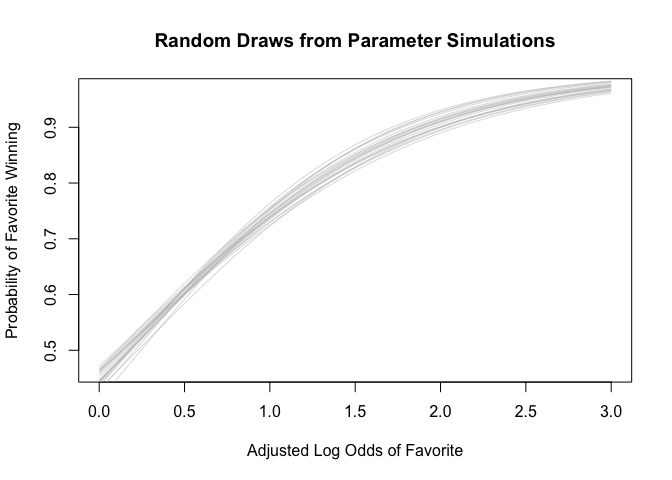 Random Draws from Parameter Simulations
Probability of Favorite Winning
0.9
0.8
0.7
0.6
0.5
0.0 0.5 1.0 1.5 2.0 2.5 3.0
Adjusted Log Odds of Favorite